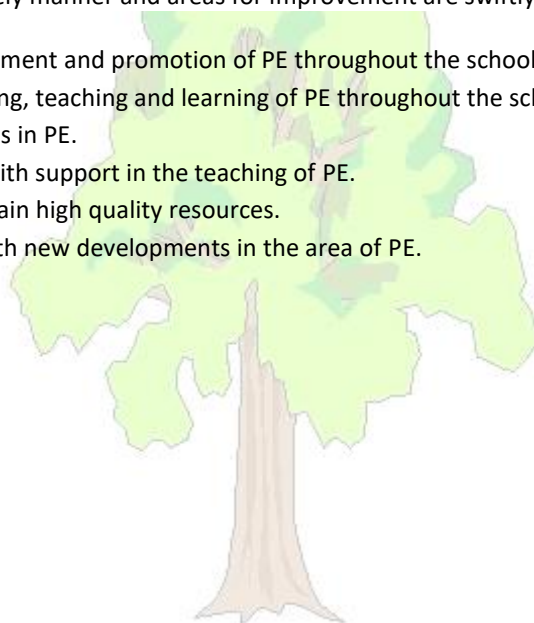 ely manner and areas for improvement are swiftly
ment and promotion of PE throughout the school
ng, teaching and learning of PE throughout the sc
s in PE.
ith support in the teaching of PE.
ain high quality resources.
th new developments in the area of PE.